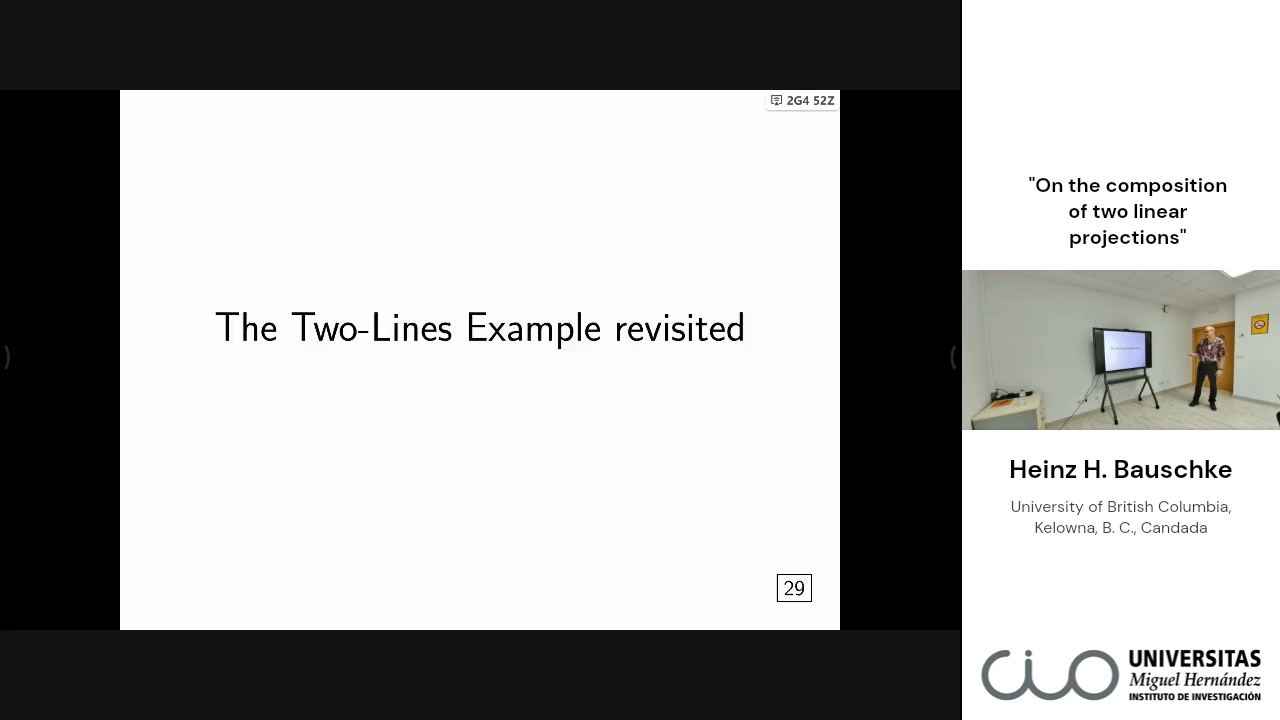 2G4 52Z
The Two-Lines Example revisited
29
"On the composition
of two linear
projections"
Heinz H. Bauschke
University of British Columbia,
Kelowna, B. C., Candada
CIO
UNIVERSITAS
Miguel Hernández
INSTITUTO DE INVESTIGACIÓN